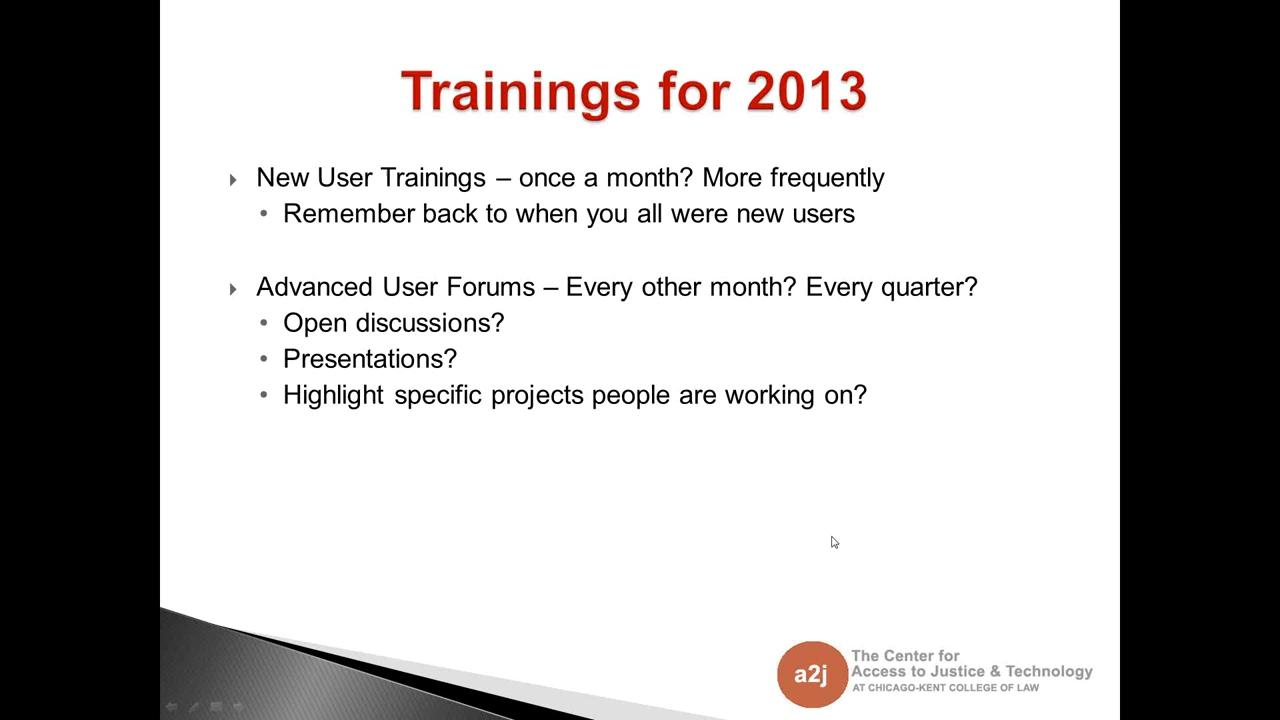 Trainings for 2013
New User Trainings – once a month? More frequently
Remember back to when you all were new users
Advanced User Forums – Every other month? Every quarter?
Open discussions?
Presentations?
Highlight specific projects people are working on?
a2j
The Center for
Access to Justice & Technology
AT CHICAGO-KENT COLLEGE OF LAW